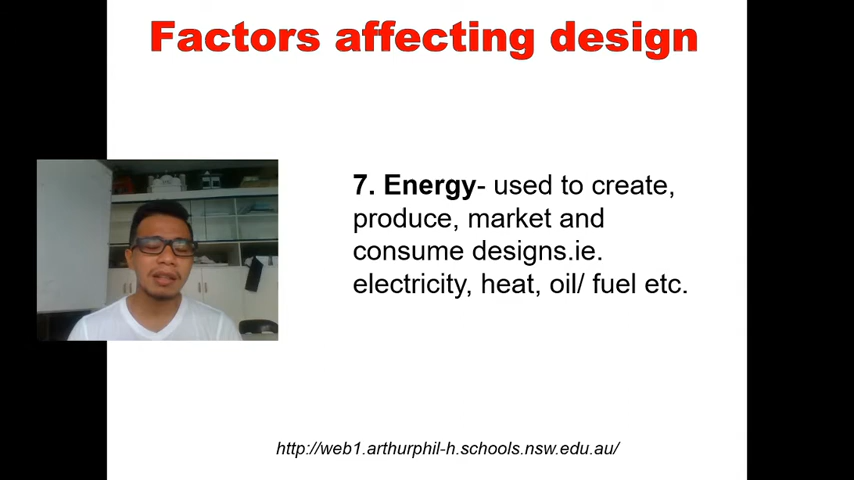 Factors affecting design
7. Energy- used to create,
produce, market and
consume designs.ie.
electricity, heat, oil/ fuel etc.
http://web1.arthurphil-h.schools.nsw.edu.au/